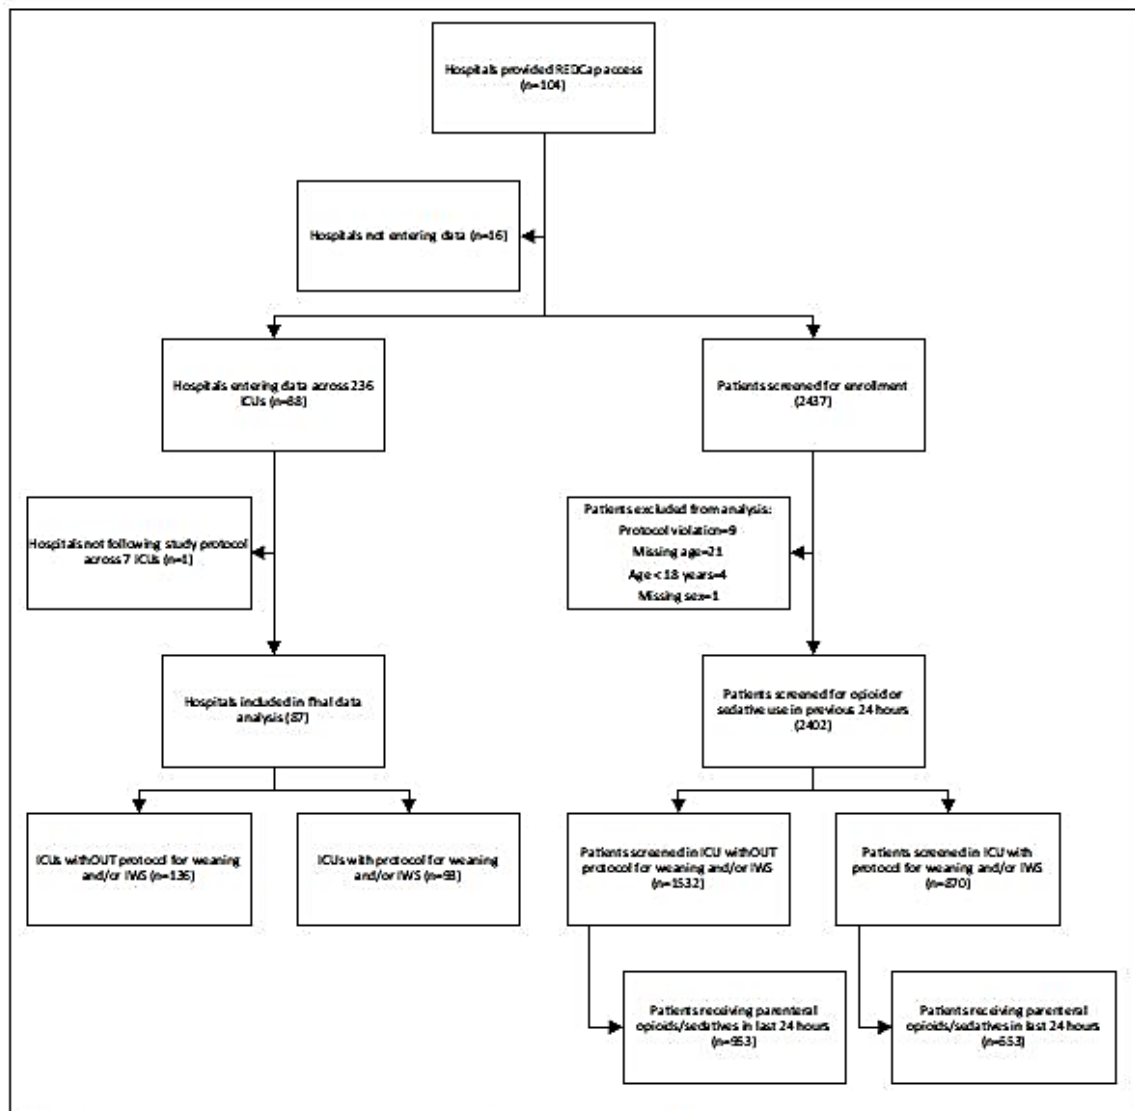 Hospitals provided REDCap access
(n=104)
Hospitals not entering data (n=16)
Hospitals entering data across 236
ICUs (n=88)
Patients screened for enrollment
(2437)
Hospitals not following study protocol
across 7 ICUs (n=1)
Patients excluded from analysis:
Protocol violation=9
Missing age=21
Age < 18 years=4
Missing sex=1
Hospitals included in final data
analysis (87)
Patients screened for opioid or
sedative use in previous 24 hours
(2402)
ICUs withOUT protocol for weaning
and/or IWS (n=136)
ICUs with protocol for weaning
and/or IWS (n=93)
Patients screened in ICU withOUT
protocol for weaning and/or IWS
(n=1532)
Patients screened in ICU with
protocol for weaning and/or IWS
(n=870)
Patients receiving parenteral
opioids/sedatives in last 24 hours
(n=953)
Patients receiving parenteral
opioids/sedatives in last 24 hours
(n=653)